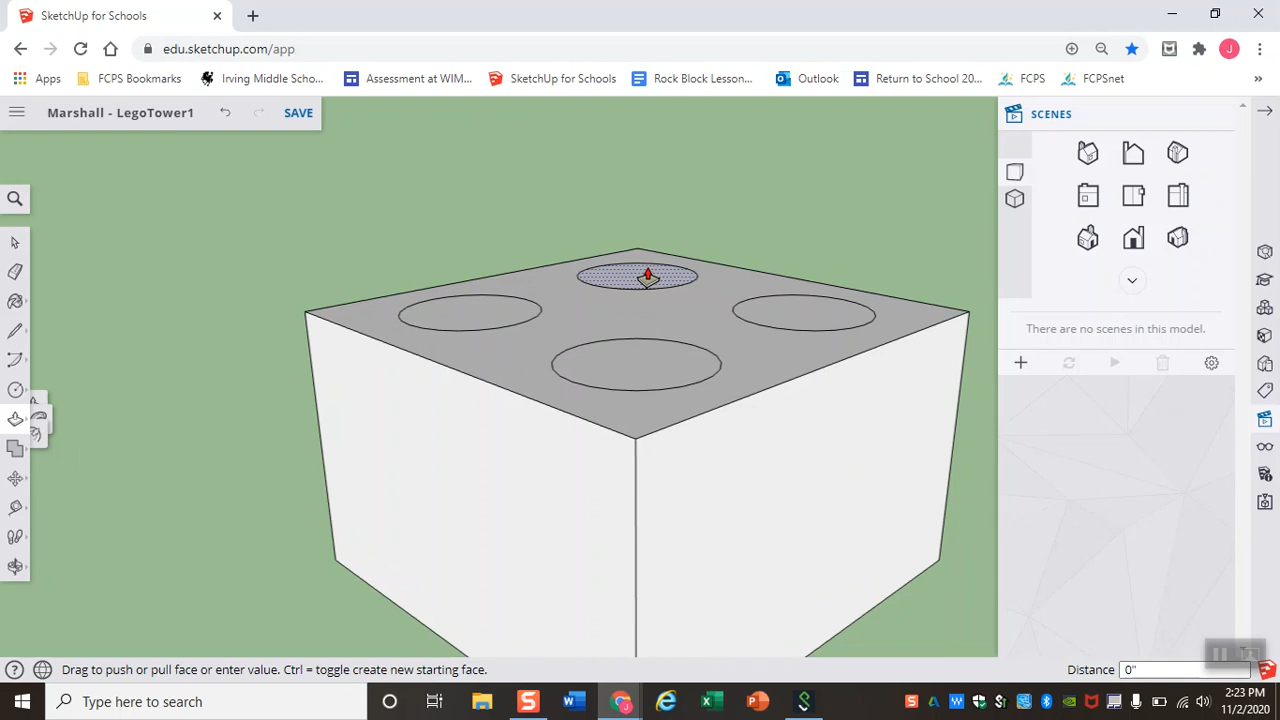 SketchUp for Schools
edu.sketchup.com/app
J
Apps
FCPS Bookmarks
Irving Middle Scho...
Assessment at WIM...
SketchUp for Schools
Rock Block Lesson...
Outlook
Return to School 20...
FCPS
FCPSnet
»
Marshall - LegoTower1
SAVE
SCENES
There are no scenes in this model.
Drag to push or pull face or enter value. Ctrl = toggle create new starting face.
Distance
0"
Type here to search
2:23 PM
11/2/2020